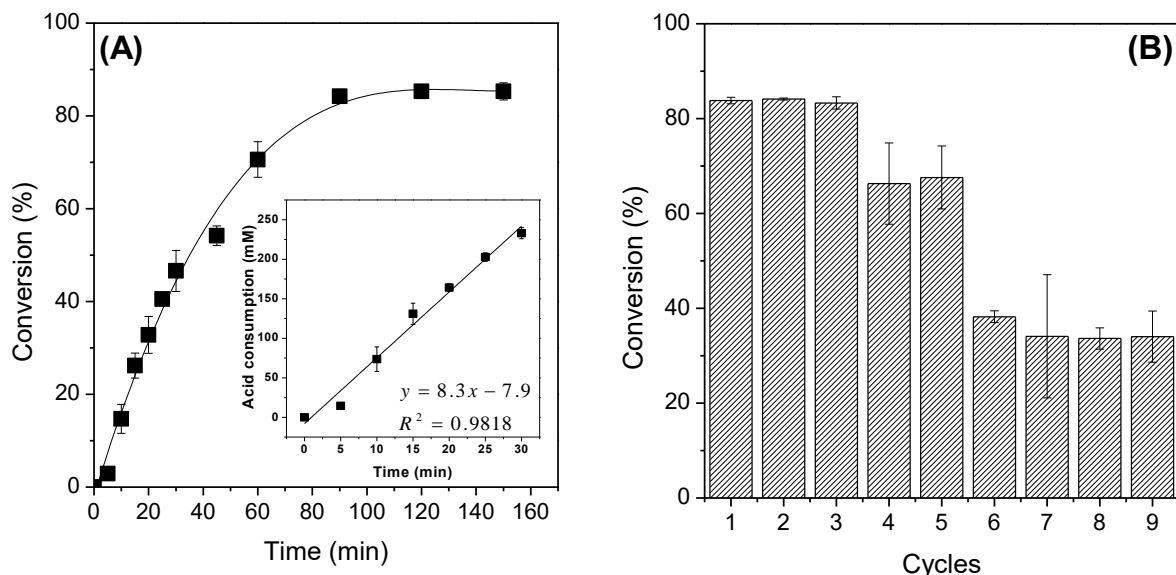 (A)
Conversion (%)
100
80
60
40
20
0
Acid consumption (mM)
250
200
150
100
50
0
y = 8.3x − 7.9
R² = 0.9818
0 5 10 15 20 25 30
Time (min)
0 20 40 60 80 100 120 140 160
Time (min)
(B)
Conversion (%)
100
80
60
40
20
0
1 2 3 4 5 6 7 8 9
Cycles